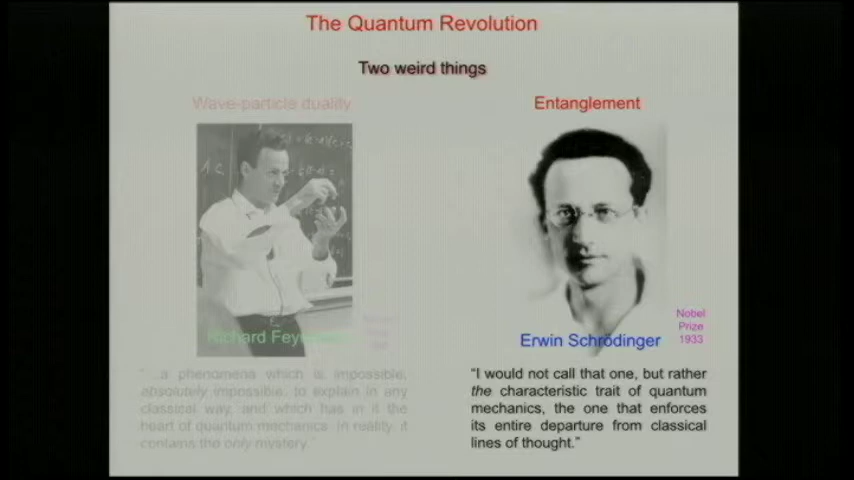 The Quantum Revolution
Two weird things
Wave-particle duality
Entanglement
Richard
Nobel
Prize
1933
Erwin Schrödinger
"...a phenomena which is impossible,
absolutely impossible, to explain in any
classical way, and which has in it the
heart of quantum mechanics. In reality, it
contains the only mystery."
"I would not call that one, but rather
the characteristic trait of quantum
mechanics, the one that enforces
its entire departure from classical
lines of thought."